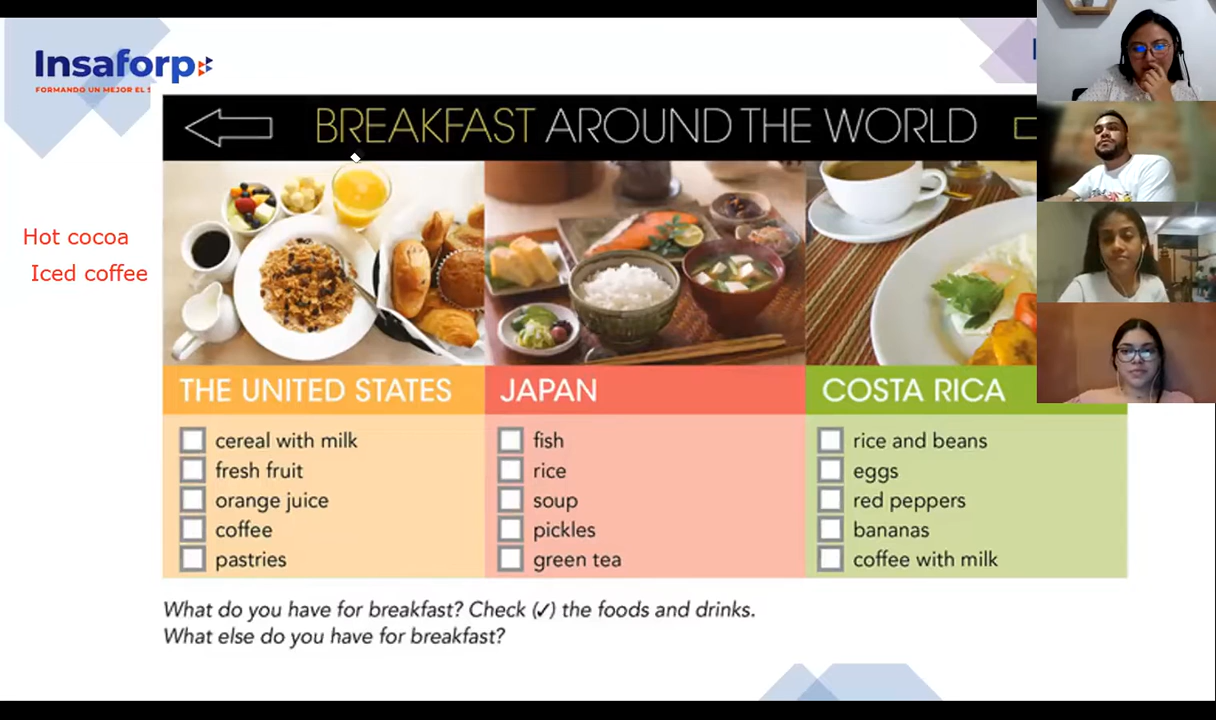 Insaforp
FORMANDO UN MEJOR EL
BREAKFAST AROUND THE WORLD
Hot cocoa
Iced coffee
THE UNITED STATES
cereal with milk
fresh fruit
orange juice
coffee
pastries
JAPAN
fish
rice
soup
pickles
green tea
COSTA RICA
rice and beans
eggs
red peppers
bananas
coffee with milk
What do you have for breakfast? Check (✓) the foods and drinks.
What else do you have for breakfast?